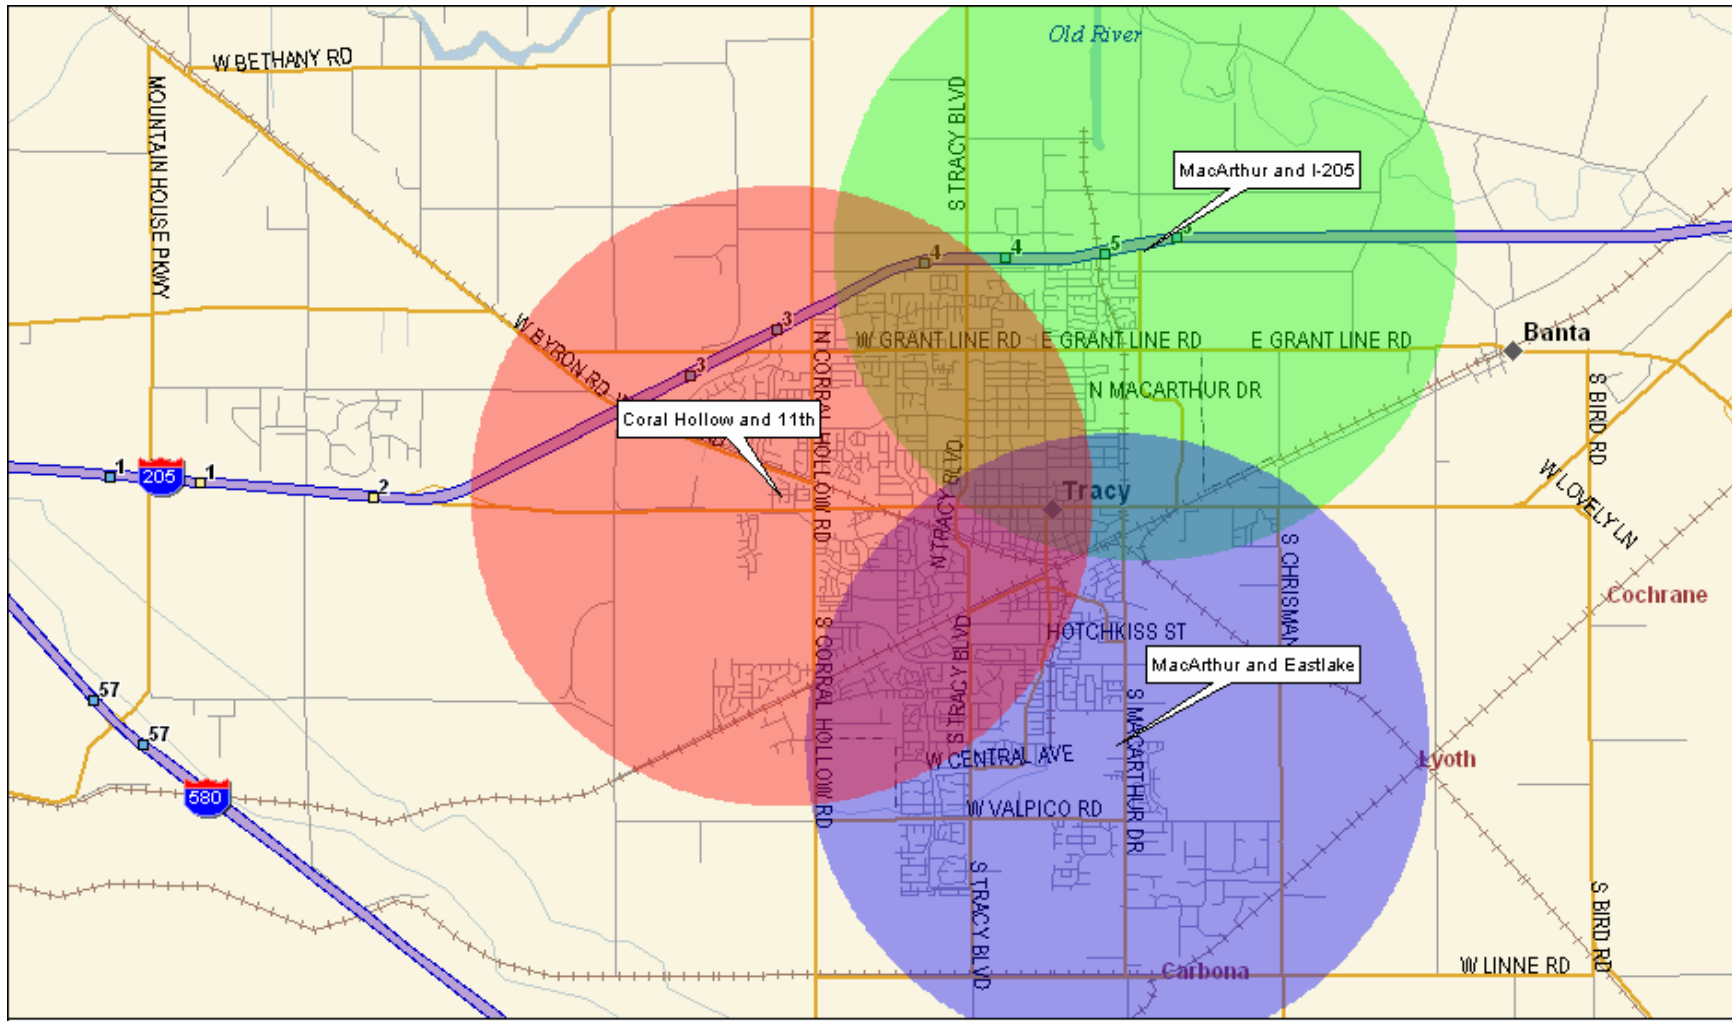 Old River
W BETHANY RD
MOUNTAIN HOUSE PKWY
S TRACY BLVD
MacArthur and I-205
4
4
5
5
3
W BYRON RD
N CORRAL HOLLOW RD
W GRANT LINE RD
E GRANT LINE RD
E GRANT LINE RD
Banta
3
N MACARTHUR DR
S BIRD RD
Coral Hollow and 11th
RD
1
205
1
2
N TRACY BLVD
Tracy
W LOVELY LN
S CHRISMAN
Cochrane
S CORRAL HOLLOW RD
HOTCHKISS ST
S TRACY BLVD
MacArthur and Eastlake
57
57
S MACARTHUR DR
W CENTRAL AVE
Lyoth
580
W VALPICO RD
S TRACY BLVD
S BIRD RD
Carbona
W LINNE RD